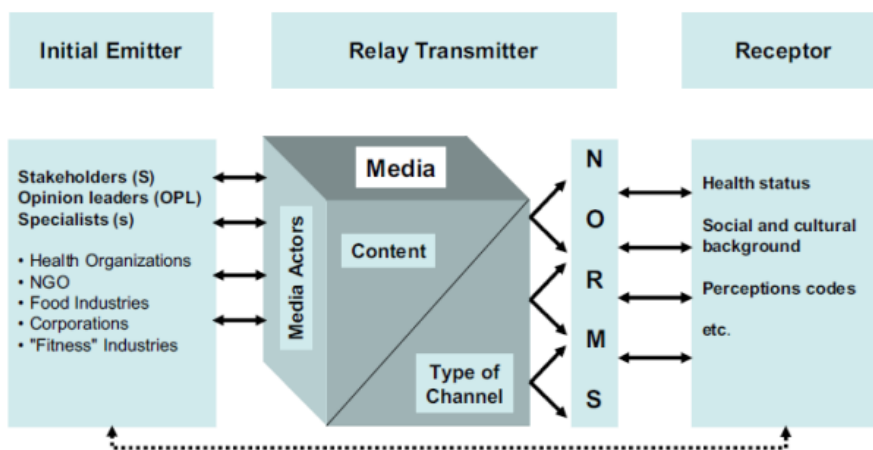 Initial Emitter
Relay Transmitter
Receptor
Stakeholders (S)
Opinion leaders (OPL)
Specialists (s)
• Health Organizations
• NGO
• Food Industries
• Corporations
• "Fitness" Industries
Media
Media Actors
Content
Type of
Channel
N
O
R
M
S
Health status
Social and cultural
background
Perceptions codes
etc.